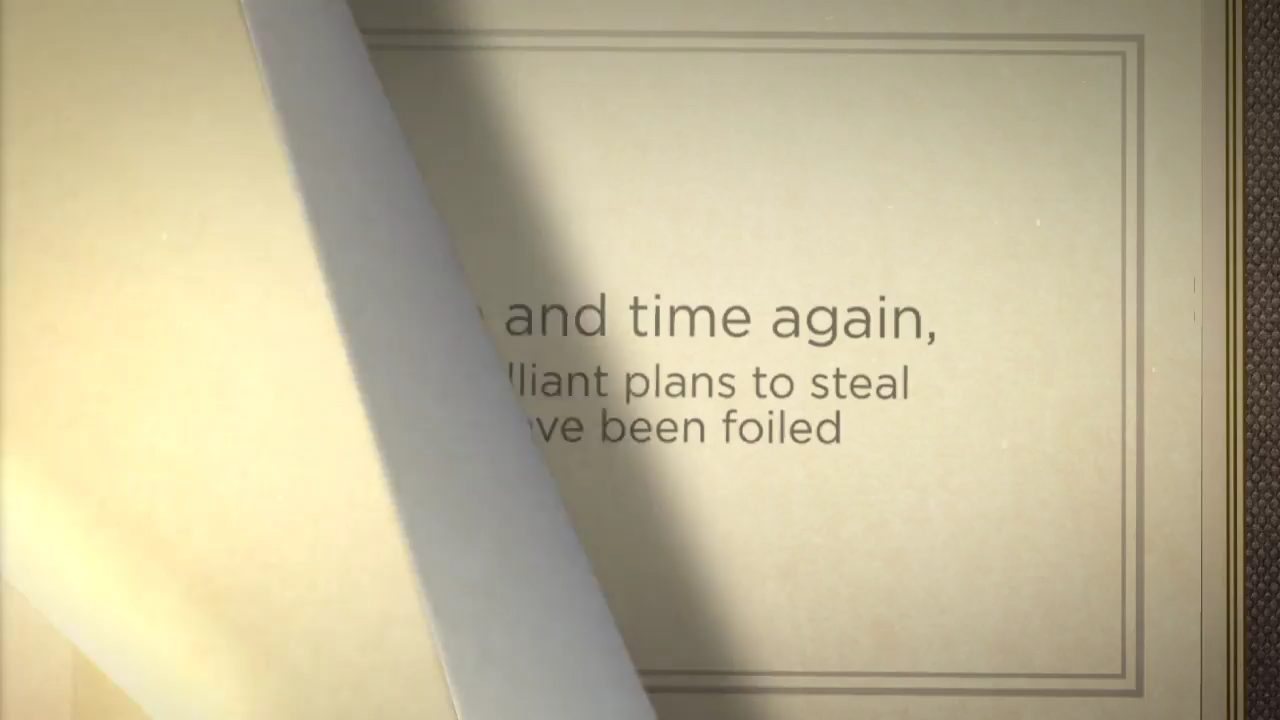 and time again,
lliant plans to steal
ve been foiled